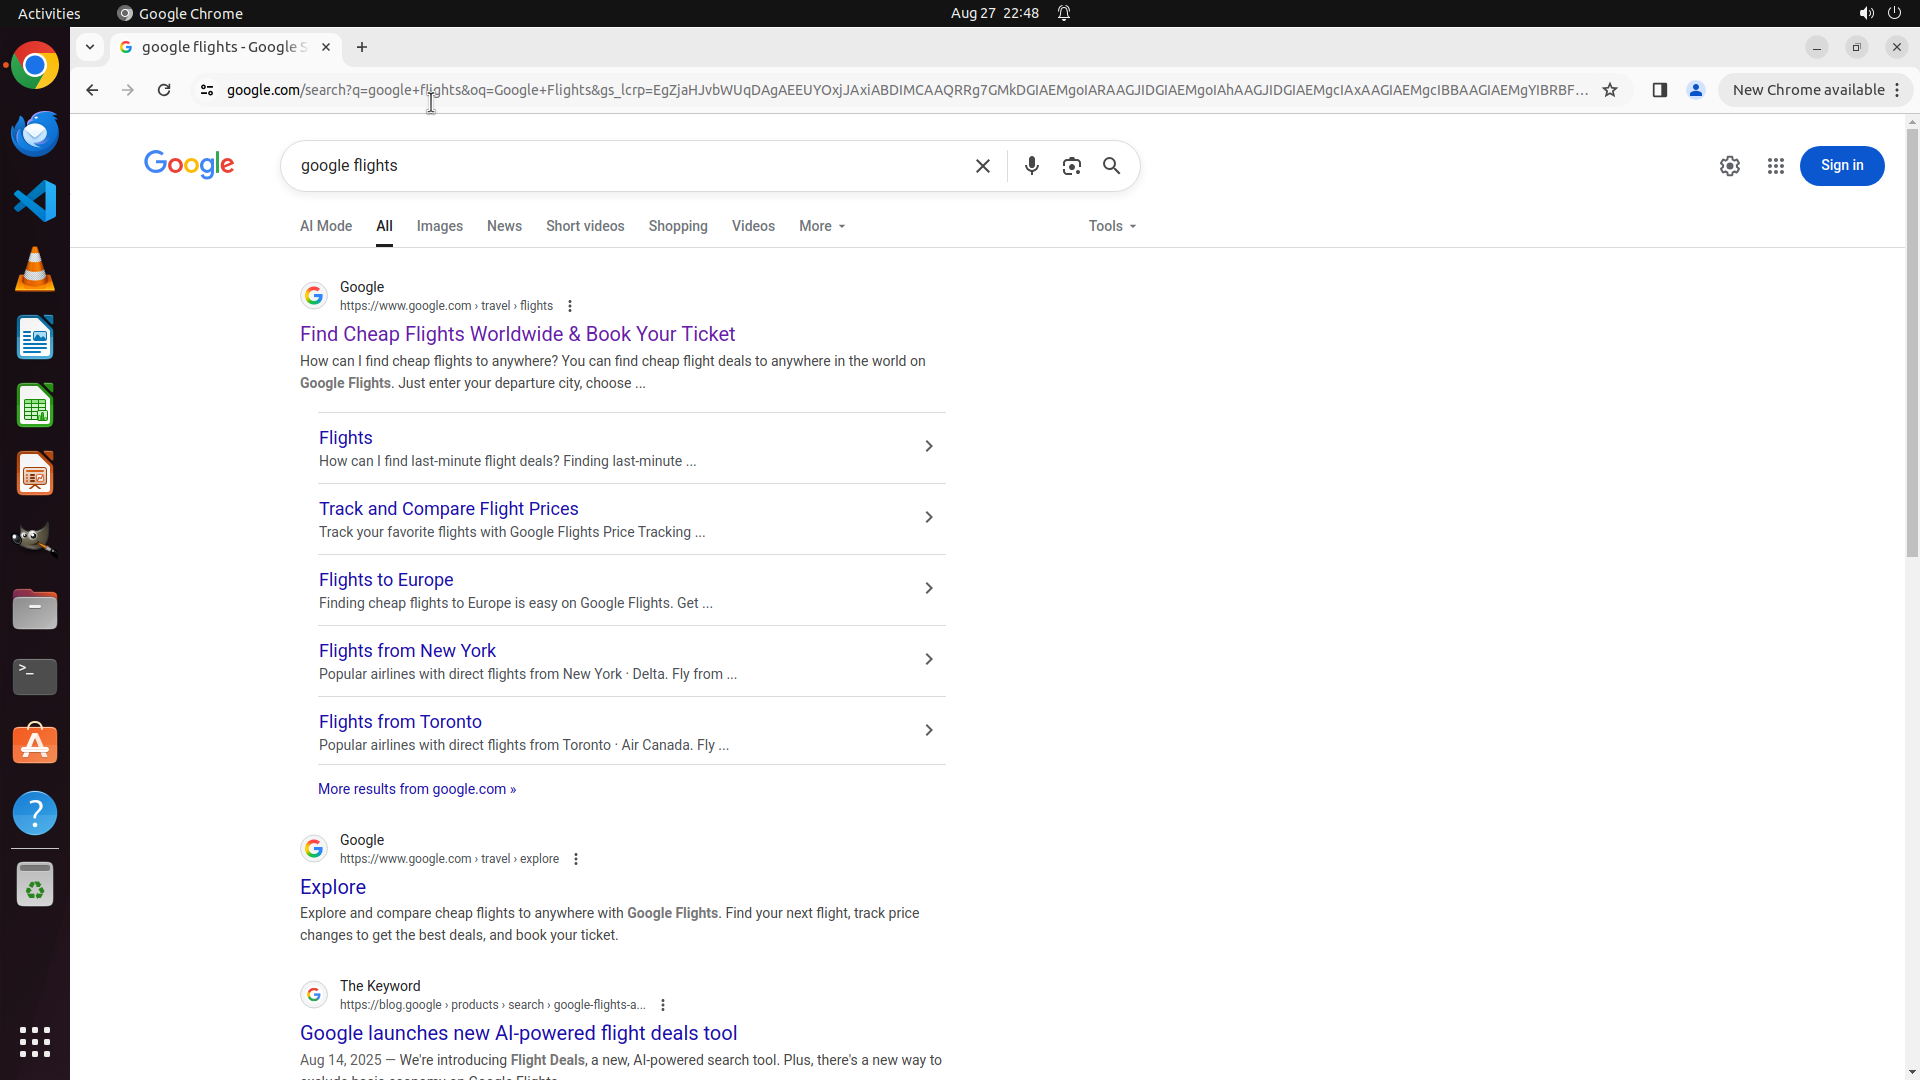 Activities
Google Chrome
Aug 27 22:48
google flights - Google S
google.com/search?q=google+flights&oq=Google+Flights&gs_lcrp=EgZjaHJvbWUqDAgAEEUYOxjJAxiABDIMCAAQRRg7GMkDGIAEMgoIARAAGJIDGIAEMgoIAhAAGJIDGIAEMgcIAxAAGIAEMgcIBBAAGIAEMgYIBRBF...
New Chrome available
Google
google flights
Sign in
AI Mode
All
Images
News
Short videos
Shopping
Videos
More
Tools
Google
https://www.google.com › travel › flights
Find Cheap Flights Worldwide & Book Your Ticket
How can I find cheap flights to anywhere? You can find cheap flight deals to anywhere in the world on
Google Flights. Just enter your departure city, choose ...
Flights
How can I find last-minute flight deals? Finding last-minute ...
Track and Compare Flight Prices
Track your favorite flights with Google Flights Price Tracking ...
Flights to Europe
Finding cheap flights to Europe is easy on Google Flights. Get ...
Flights from New York
Popular airlines with direct flights from New York · Delta. Fly from ...
Flights from Toronto
Popular airlines with direct flights from Toronto · Air Canada. Fly ...
More results from google.com »
Google
https://www.google.com › travel › explore
Explore
Explore and compare cheap flights to anywhere with Google Flights. Find your next flight, track price
changes to get the best deals, and book your ticket.
The Keyword
https://blog.google › products › search › google-flights-a...
Google launches new AI-powered flight deals tool
Aug 14, 2025 — We're introducing Flight Deals, a new, AI-powered search tool. Plus, there's a new way to
exclude basic economy on Google Flights